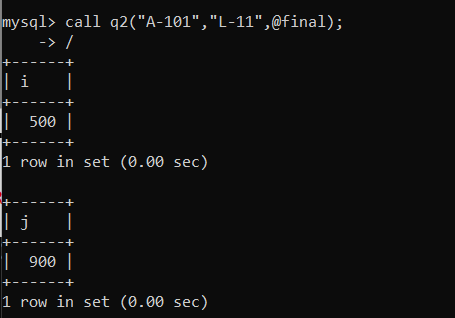 mysql> call q2("A-101","L-11",@final);
    -> /
+------+
| i    |
+------+
|  500 |
+------+
1 row in set (0.00 sec)

+------+
| j    |
+------+
|  900 |
+------+
1 row in set (0.00 sec)